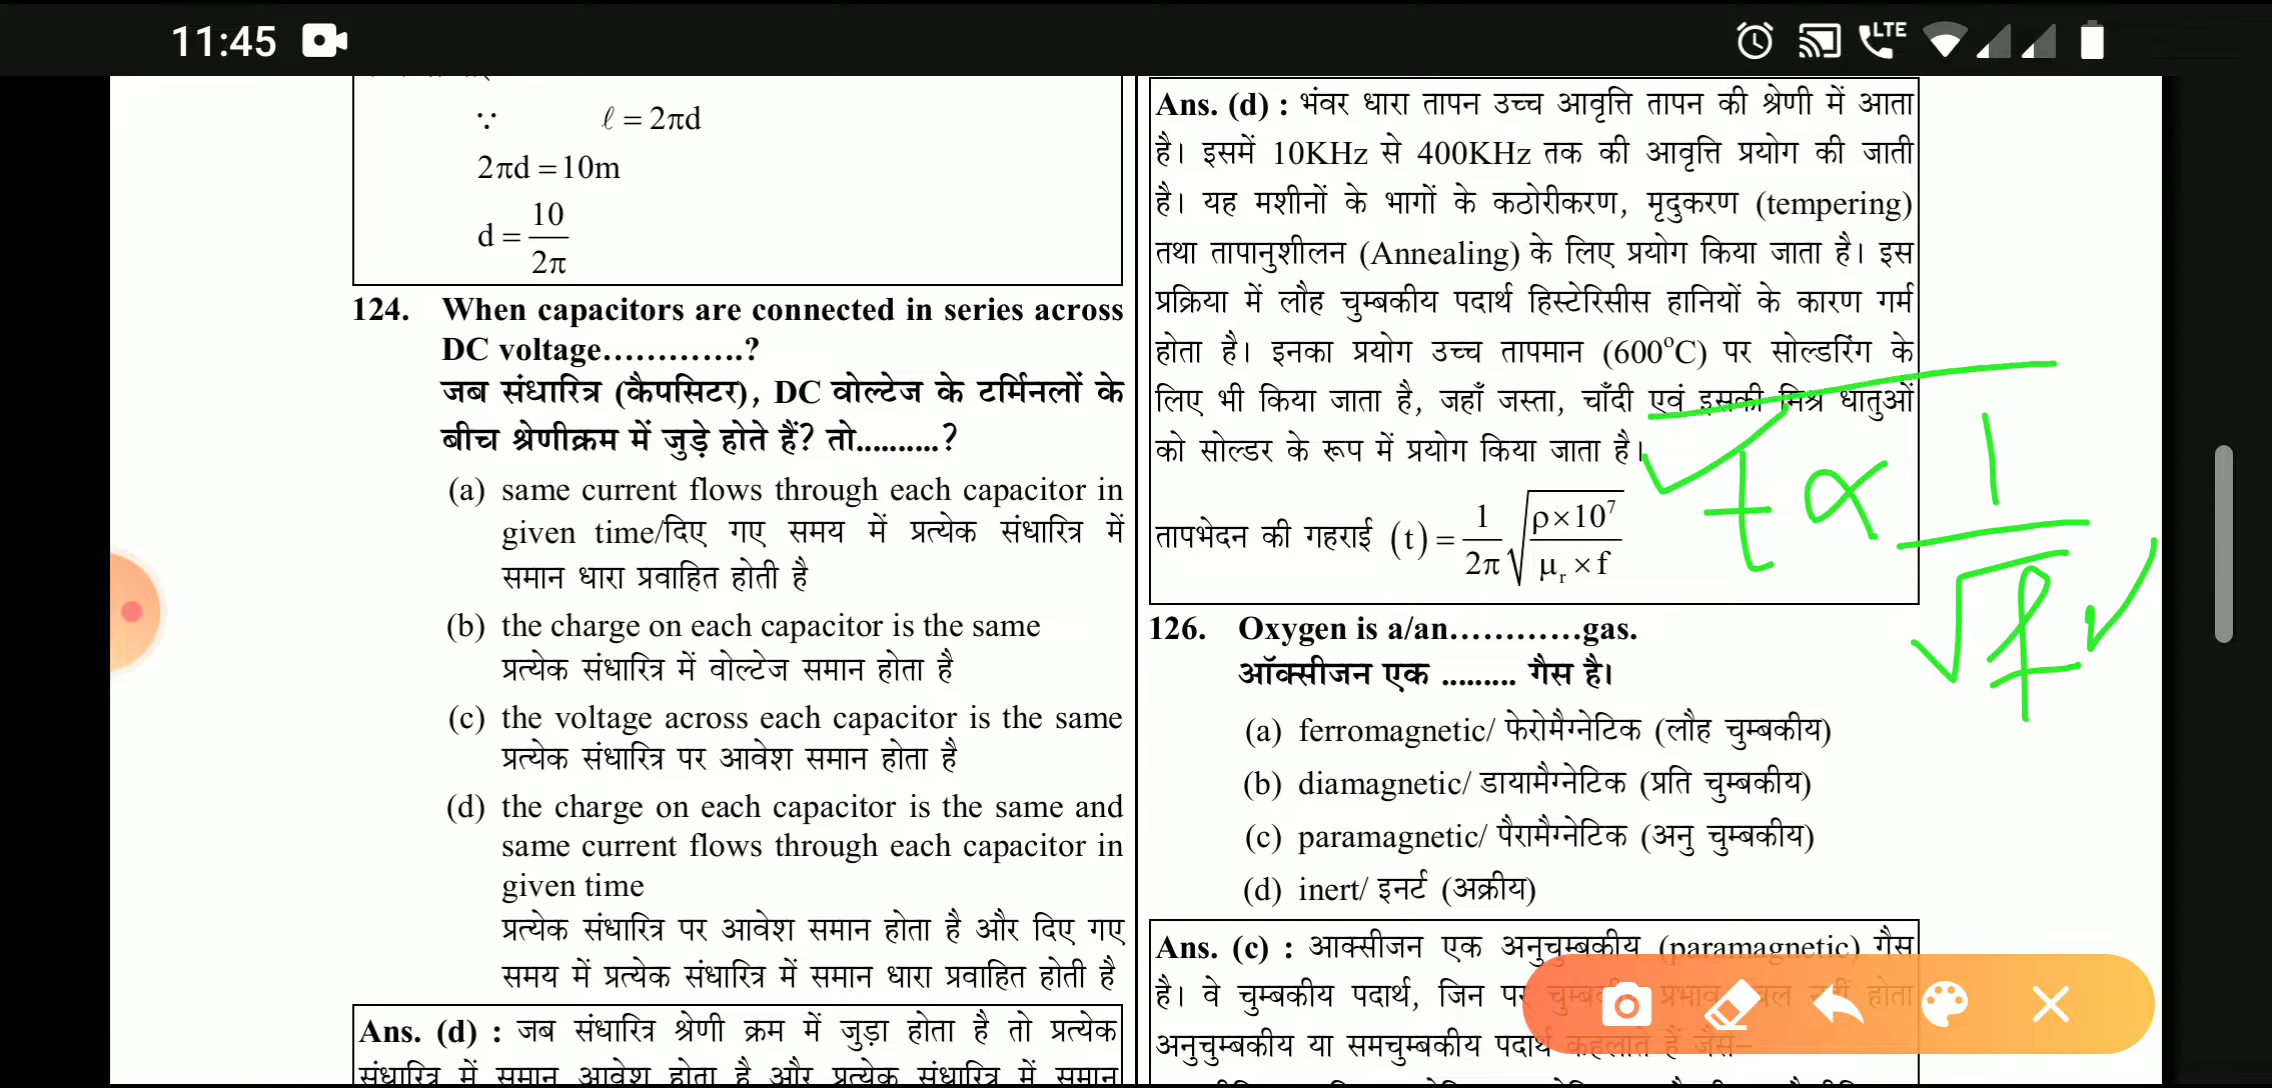 11:45
LTE
∵ ℓ = 2πd
2πd = 10m
d = 10/2π
124. When capacitors are connected in series across
DC voltage.............?
जब संधारित्र (कैपसिटर), DC वोल्टेज के टर्मिनलों के
बीच श्रेणीक्रम में जुड़े होते हैं? तो..........?
(a) same current flows through each capacitor in
given time/दिए गए समय में प्रत्येक संधारित्र में
समान धारा प्रवाहित होती है
(b) the charge on each capacitor is the same
प्रत्येक संधारित्र में वोल्टेज समान होता है
(c) the voltage across each capacitor is the same
प्रत्येक संधारित्र पर आवेश समान होता है
(d) the charge on each capacitor is the same and
same current flows through each capacitor in
given time
प्रत्येक संधारित्र पर आवेश समान होता है और दिए गए
समय में प्रत्येक संधारित्र में समान धारा प्रवाहित होती है
Ans. (d) : जब संधारित्र श्रेणी क्रम में जुड़ा होता है तो प्रत्येक
संधारित्र में समान आवेश होता है और प्रत्येक संधारित्र में समान
Ans. (d) : भंवर धारा तापन उच्च आवृत्ति तापन की श्रेणी में आता
है। इसमें 10KHz से 400KHz तक की आवृत्ति प्रयोग की जाती
है। यह मशीनों के भागों के कठोरीकरण, मृदुकरण (tempering)
तथा तापानुशीलन (Annealing) के लिए प्रयोग किया जाता है। इस
प्रक्रिया में लौह चुम्बकीय पदार्थ हिस्टेरिसीस हानियों के कारण गर्म
होता है। इनका प्रयोग उच्च तापमान (600°C) पर सोल्डरिंग के
लिए भी किया जाता है, जहाँ जस्ता, चाँदी एवं इसकी मिश्र धातुओं
को सोल्डर के रूप में प्रयोग किया जाता है।
तापभेदन की गहराई (t) = 1/2π √(ρ×10⁷/μᵣ×f)
t ∝ 1/√f
126. Oxygen is a/an............gas.
ऑक्सीजन एक ......... गैस है।
(a) ferromagnetic/ फेरोमैग्नेटिक (लौह चुम्बकीय)
(b) diamagnetic/ डायामैग्नेटिक (प्रति चुम्बकीय)
(c) paramagnetic/ पैरामैग्नेटिक (अनु चुम्बकीय)
(d) inert/ इनर्ट (अक्रीय)
Ans. (c) : आक्सीजन एक अनुचुम्बकीय (paramagnetic) गैस
है। वे चुम्बकीय पदार्थ, जिन पर प्रभाव नहीं होता
अनुचुम्बकीय या समचुम्बकीय पदार्थ कहलाते हैं जैसे–